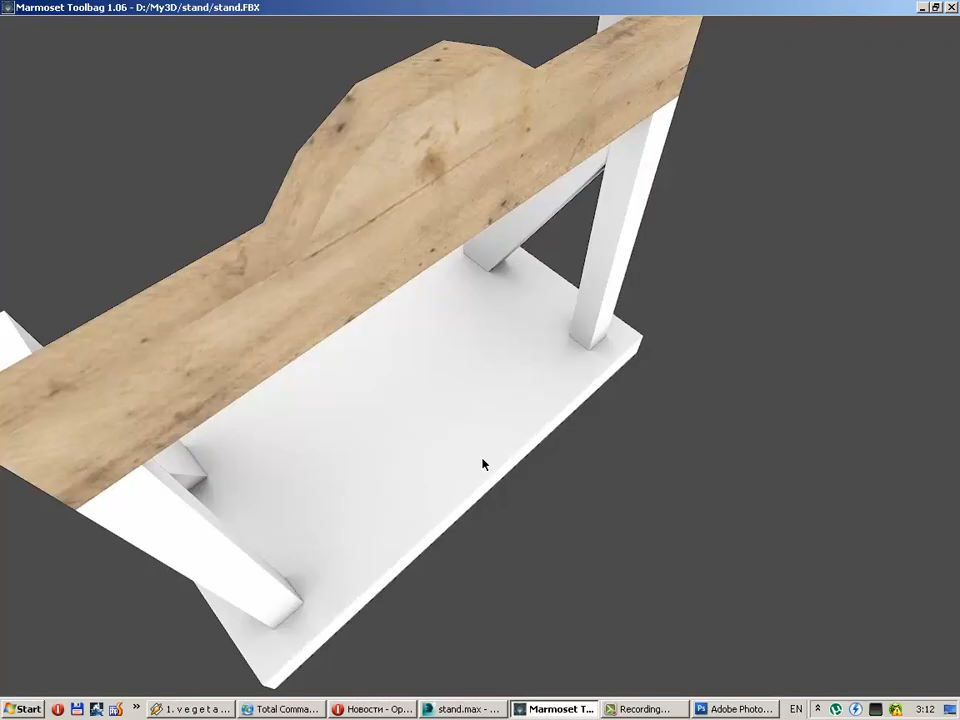 Marmoset Toolbag 1.06 - D:/My3D/stand/stand.FBX
Start
1. v e g e t a ...
Total Comma...
Новости - Op...
stand.max - ...
Marmoset T...
Recording...
Adobe Photo...
EN
3:12